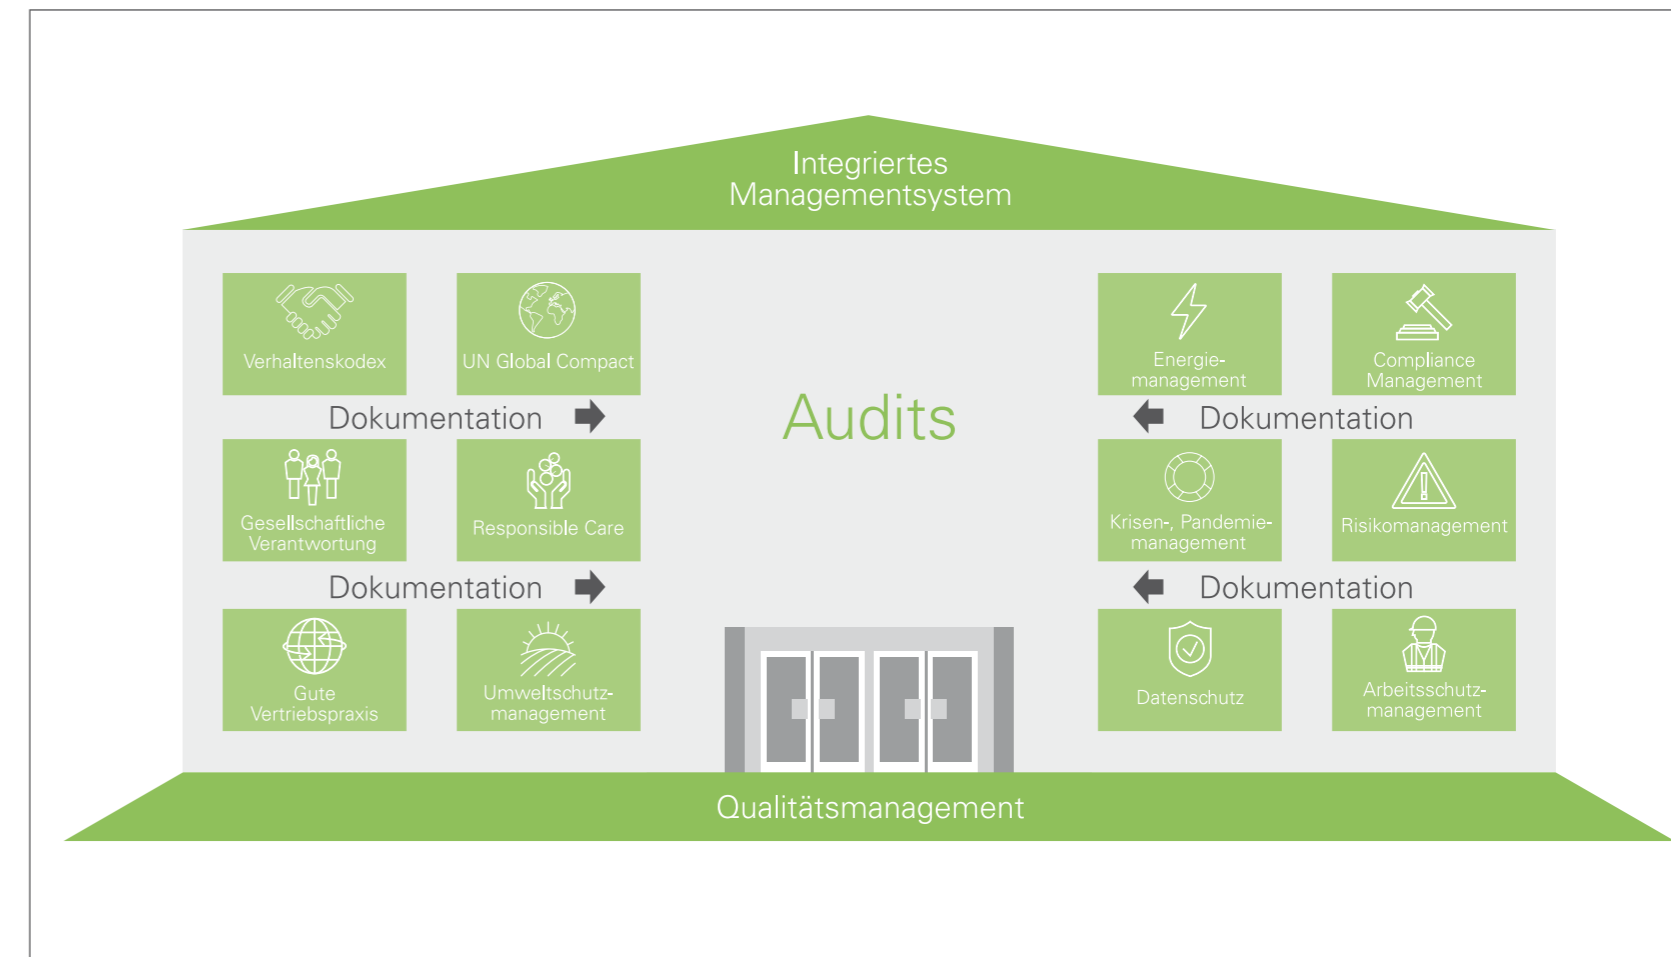 Integriertes
Managementsystem
Verhaltenskodex
UN Global Compact
Dokumentation
Gesellschaftliche
Verantwortung
Responsible Care
Dokumentation
Gute
Vertriebspraxis
Umweltschutz-
management
Audits
Energie-
management
Compliance
Management
Dokumentation
Krisen-, Pandemie-
management
Risikomanagement
Dokumentation
Datenschutz
Arbeitsschutz-
management
Qualitätsmanagement